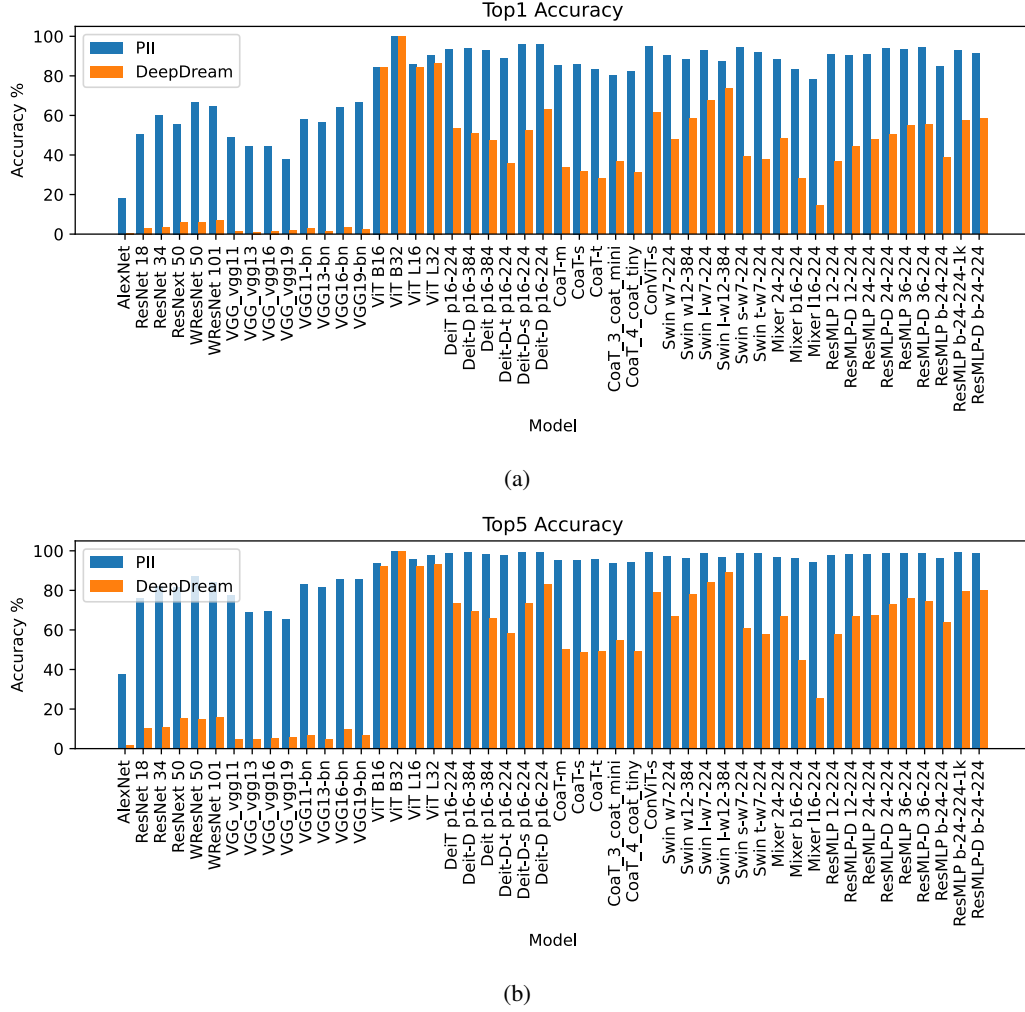 Top1 Accuracy
100
80
60
40
20
0
Accuracy %
PII
DeepDream
AlexNet
ResNet 18
ResNet 34
ResNext 50
WResNet 50
WResNet 101
VGG_vgg11
VGG_vgg13
VGG_vgg16
VGG_vgg19
VGG11-bn
VGG13-bn
VGG16-bn
VGG19-bn
ViT B16
ViT B32
ViT L16
ViT L32
DeiT p16-224
Deit-D p16-384
Deit p16-384
Deit-D-t p16-224
Deit-D-s p16-224
Deit-D p16-224
CoaT-m
CoaT-s
CoaT-t
CoaT_3_coat_mini
CoaT_4_coat_tiny
ConViT-s
Swin w7-224
Swin w12-384
Swin l-w7-224
Swin l-w12-384
Swin s-w7-224
Swin t-w7-224
Mixer 24-224
Mixer b16-224
Mixer l16-224
ResMLP 12-224
ResMLP-D 12-224
ResMLP 24-224
ResMLP-D 24-224
ResMLP 36-224
ResMLP-D 36-224
ResMLP b-24-224
ResMLP b-24-224-1k
ResMLP-D b-24-224
Model
(a)
Top5 Accuracy
100
80
60
40
20
0
Accuracy %
PII
DeepDream
AlexNet
ResNet 18
ResNet 34
ResNext 50
WResNet 50
WResNet 101
VGG_vgg11
VGG_vgg13
VGG_vgg16
VGG_vgg19
VGG11-bn
VGG13-bn
VGG16-bn
VGG19-bn
ViT B16
ViT B32
ViT L16
ViT L32
DeiT p16-224
Deit-D p16-384
Deit p16-384
Deit-D-t p16-224
Deit-D-s p16-224
Deit-D p16-224
CoaT-m
CoaT-s
CoaT-t
CoaT_3_coat_mini
CoaT_4_coat_tiny
ConViT-s
Swin w7-224
Swin w12-384
Swin l-w7-224
Swin l-w12-384
Swin s-w7-224
Swin t-w7-224
Mixer 24-224
Mixer b16-224
Mixer l16-224
ResMLP 12-224
ResMLP-D 12-224
ResMLP 24-224
ResMLP-D 24-224
ResMLP 36-224
ResMLP-D 36-224
ResMLP b-24-224
ResMLP b-24-224-1k
ResMLP-D b-24-224
Model
(b)